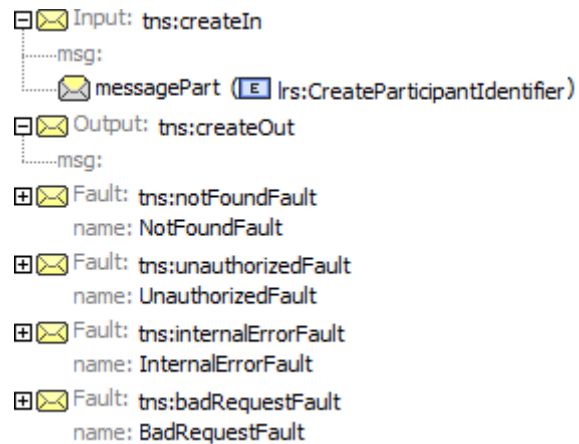 Input: tns:createIn
msg:
messagePart (E lrs:CreateParticipantIdentifier)
Output: tns:createOut
msg:
Fault: tns:notFoundFault
name: NotFoundFault
Fault: tns:unauthorizedFault
name: UnauthorizedFault
Fault: tns:internalErrorFault
name: InternalErrorFault
Fault: tns:badRequestFault
name: BadRequestFault